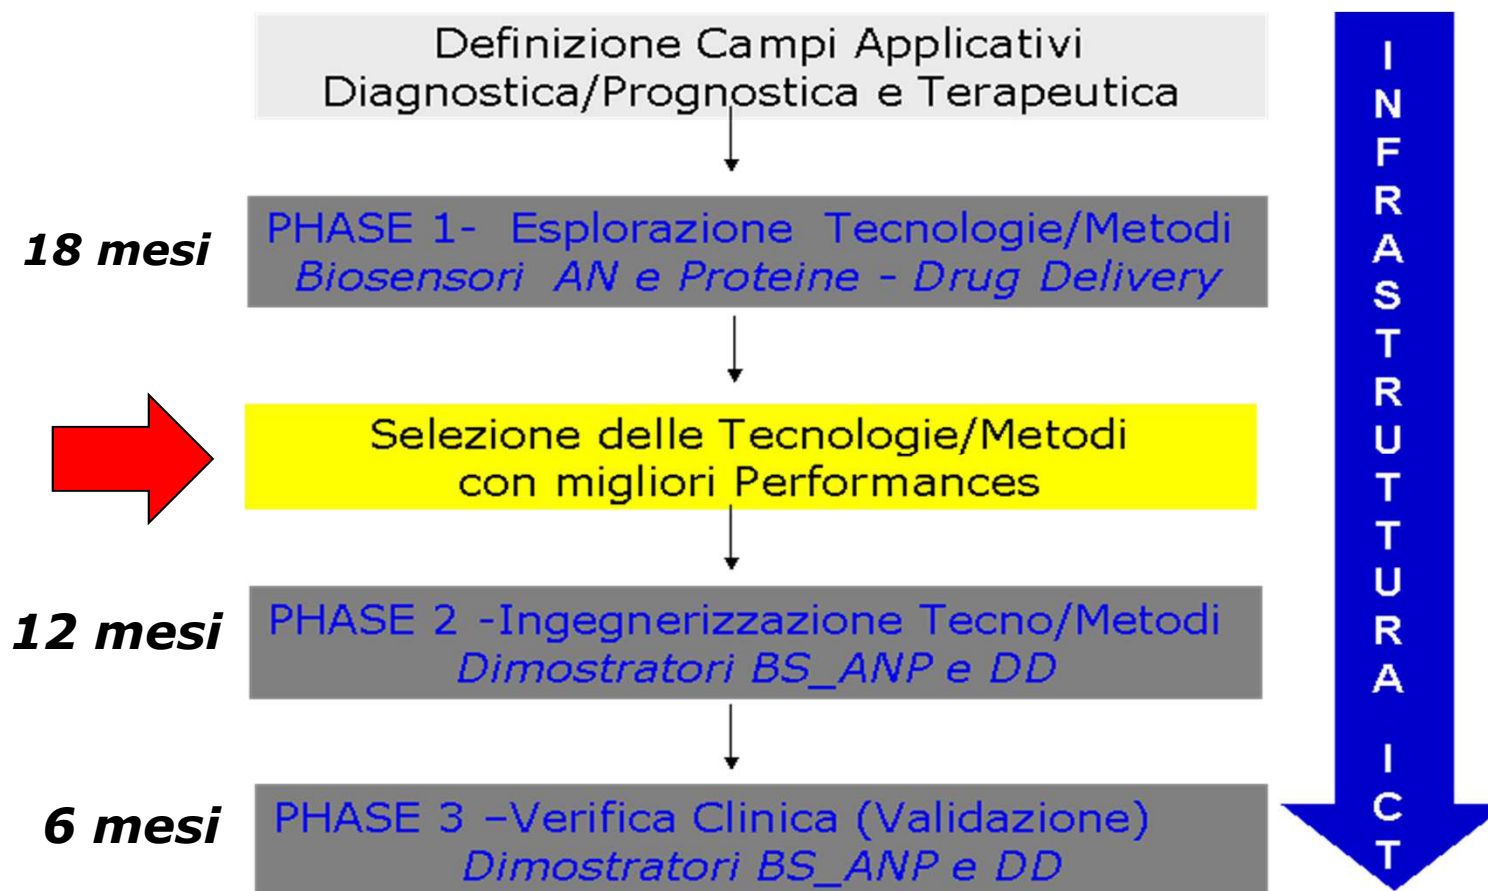 Definizione Campi Applicativi
Diagnostica/Prognostica e Terapeutica
18 mesi
PHASE 1- Esplorazione Tecnologie/Metodi
Biosensori AN e Proteine - Drug Delivery
Selezione delle Tecnologie/Metodi
con migliori Performances
12 mesi
PHASE 2 -Ingegnerizzazione Tecno/Metodi
Dimostratori BS_ANP e DD
6 mesi
PHASE 3 –Verifica Clinica (Validazione)
Dimostratori BS_ANP e DD
INFRASTRUTTURA ICT